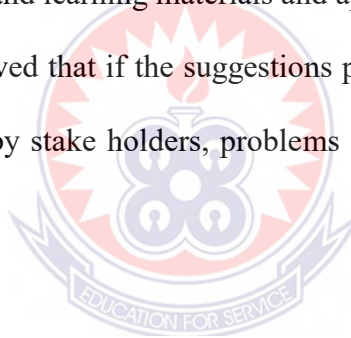 and learning materials and
ved that if the suggestions
by stake holders, problems
EDUCATION FOR SERVICE